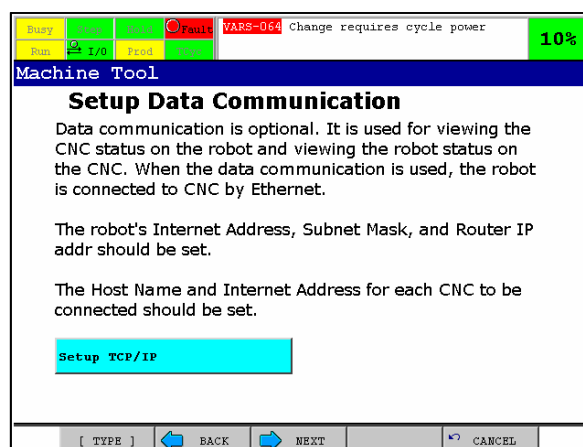 Busy Step Hold Fault VARS-064 Change requires cycle power
Run I/O Prod 10%
Machine Tool
Setup Data Communication
Data communication is optional. It is used for viewing the
CNC status on the robot and viewing the robot status on
the CNC. When the data communication is used, the robot
is connected to CNC by Ethernet.
The robot's Internet Address, Subnet Mask, and Router IP
addr should be set.
The Host Name and Internet Address for each CNC to be
connected should be set.
Setup TCP/IP
[ TYPE ] BACK NEXT CANCEL